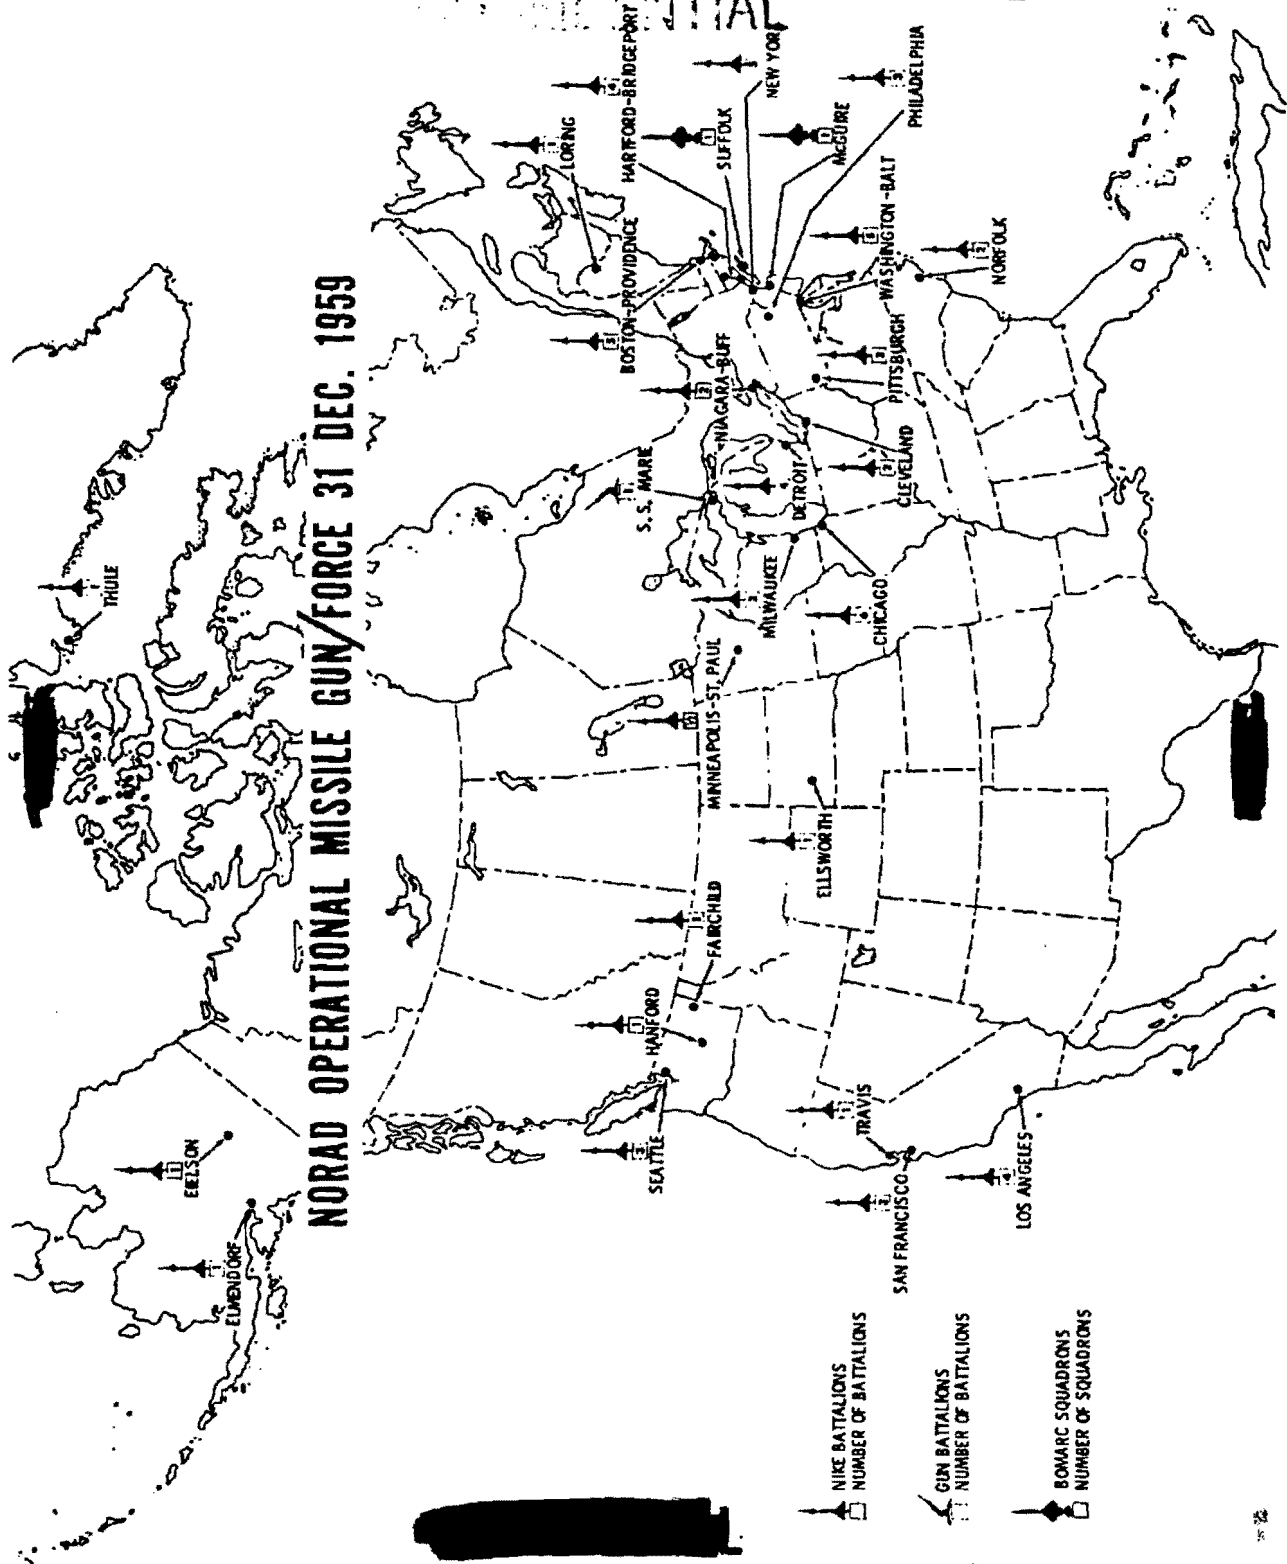 NORAD OPERATIONAL MISSILE GUN/FORCE 31 DEC. 1959
THULE
EIELSON
ELMENDORF
LORING
HARTFORD-BRIDGEPORT
SUFFOLK
NEW YORK
McGUIRE
PHILADELPHIA
BOSTON-PROVIDENCE
WASHINGTON-BALT
NORFOLK
NIAGARA-BUFF
PITTSBURGH
S.S. MARIE
DETROIT
CLEVELAND
MILWAUKEE
CHICAGO
MINNEAPOLIS-ST. PAUL
ELLSWORTH
FAIRCHILD
HANFORD
SEATTLE
TRAVIS
SAN FRANCISCO
LOS ANGELES
NIKE BATTALIONS
NUMBER OF BATTALIONS
GUN BATTALIONS
NUMBER OF BATTALIONS
BOMARC SQUADRONS
NUMBER OF SQUADRONS